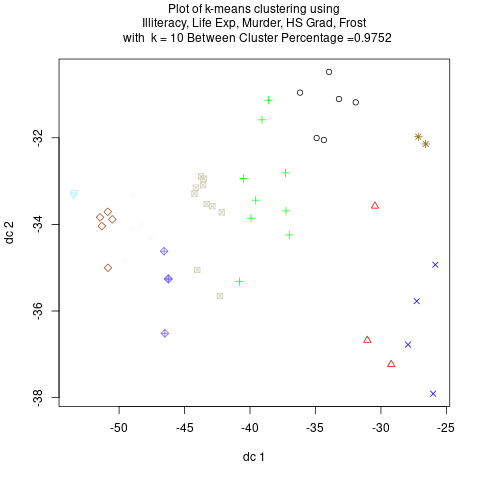 Plot of k-means clustering using
Illiteracy, Life Exp, Murder, HS Grad, Frost
with k = 10 Between Cluster Percentage =0.9752
-32
-34
-36
-38
dc 2
-50
-45
-40
-35
-30
-25
dc 1